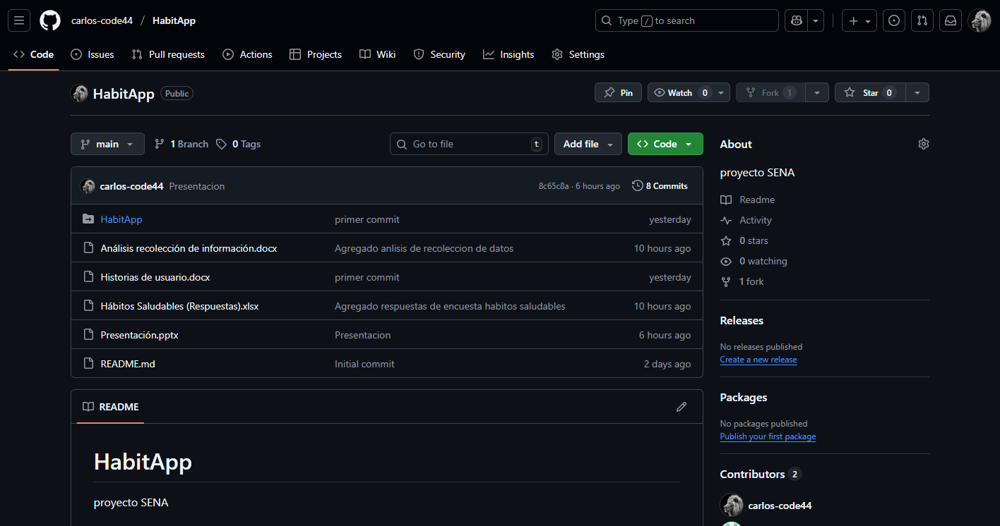 carlos-code44 / HabitApp
Type / to search
Code Issues Pull requests Actions Projects Wiki Security Insights Settings
HabitApp Public
Pin Watch 0 Fork 1 Star 0
main 1 Branch 0 Tags Go to file t Add file Code
carlos-code44 Presentacion 8c65c8a · 6 hours ago 8 Commits
HabitApp primer commit yesterday
Análisis recolección de información.docx Agregado anlisis de recoleccion de datos 10 hours ago
Historias de usuario.docx primer commit yesterday
Hábitos Saludables (Respuestas).xlsx Agregado respuestas de encuesta habitos saludables 10 hours ago
Presentación.pptx Presentacion 6 hours ago
README.md Initial commit 2 days ago
README
HabitApp
proyecto SENA
About
proyecto SENA
Readme
Activity
0 stars
0 watching
1 fork
Releases
No releases published
Create a new release
Packages
No packages published
Publish your first package
Contributors 2
carlos-code44